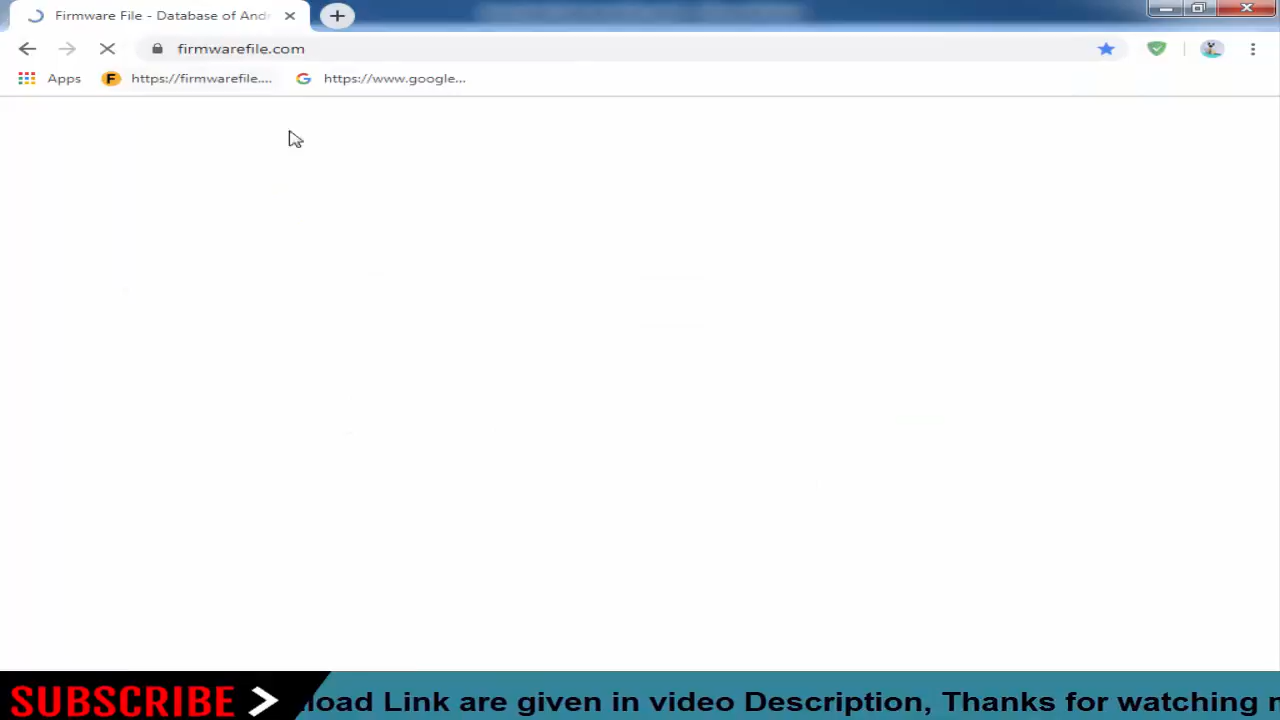 Firmware File - Database of Andr
firmwarefile.com
Apps
F
https://firmwarefile....
https://www.google...
SUBSCRIBE
load Link are given in video Description, Thanks for watching